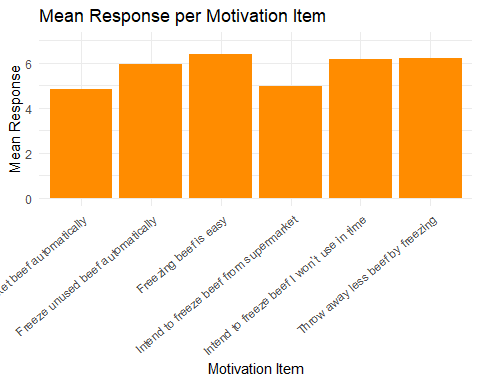 Mean Response per Motivation Item
Mean Response
6
4
2
0
beef automatically
Freeze unused beef automatically
Freezing beef is easy
Intend to freeze beef from supermarket
Intend to freeze beef I won't use in time
Throw away less beef by freezing
Motivation Item